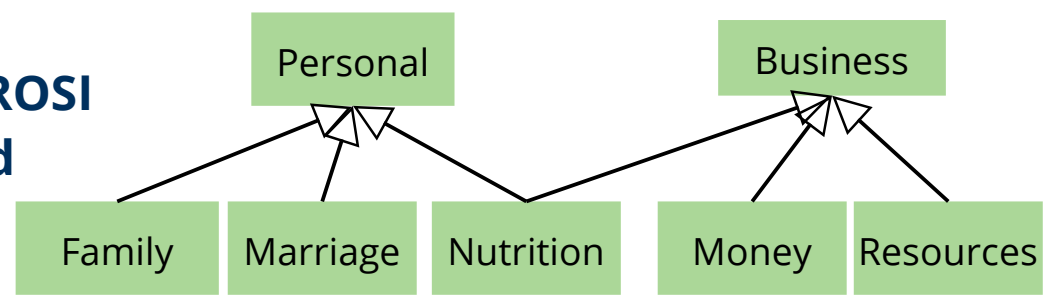 Personal
Business
ROSI
d
Family
Marriage
Nutrition
Money
Resources